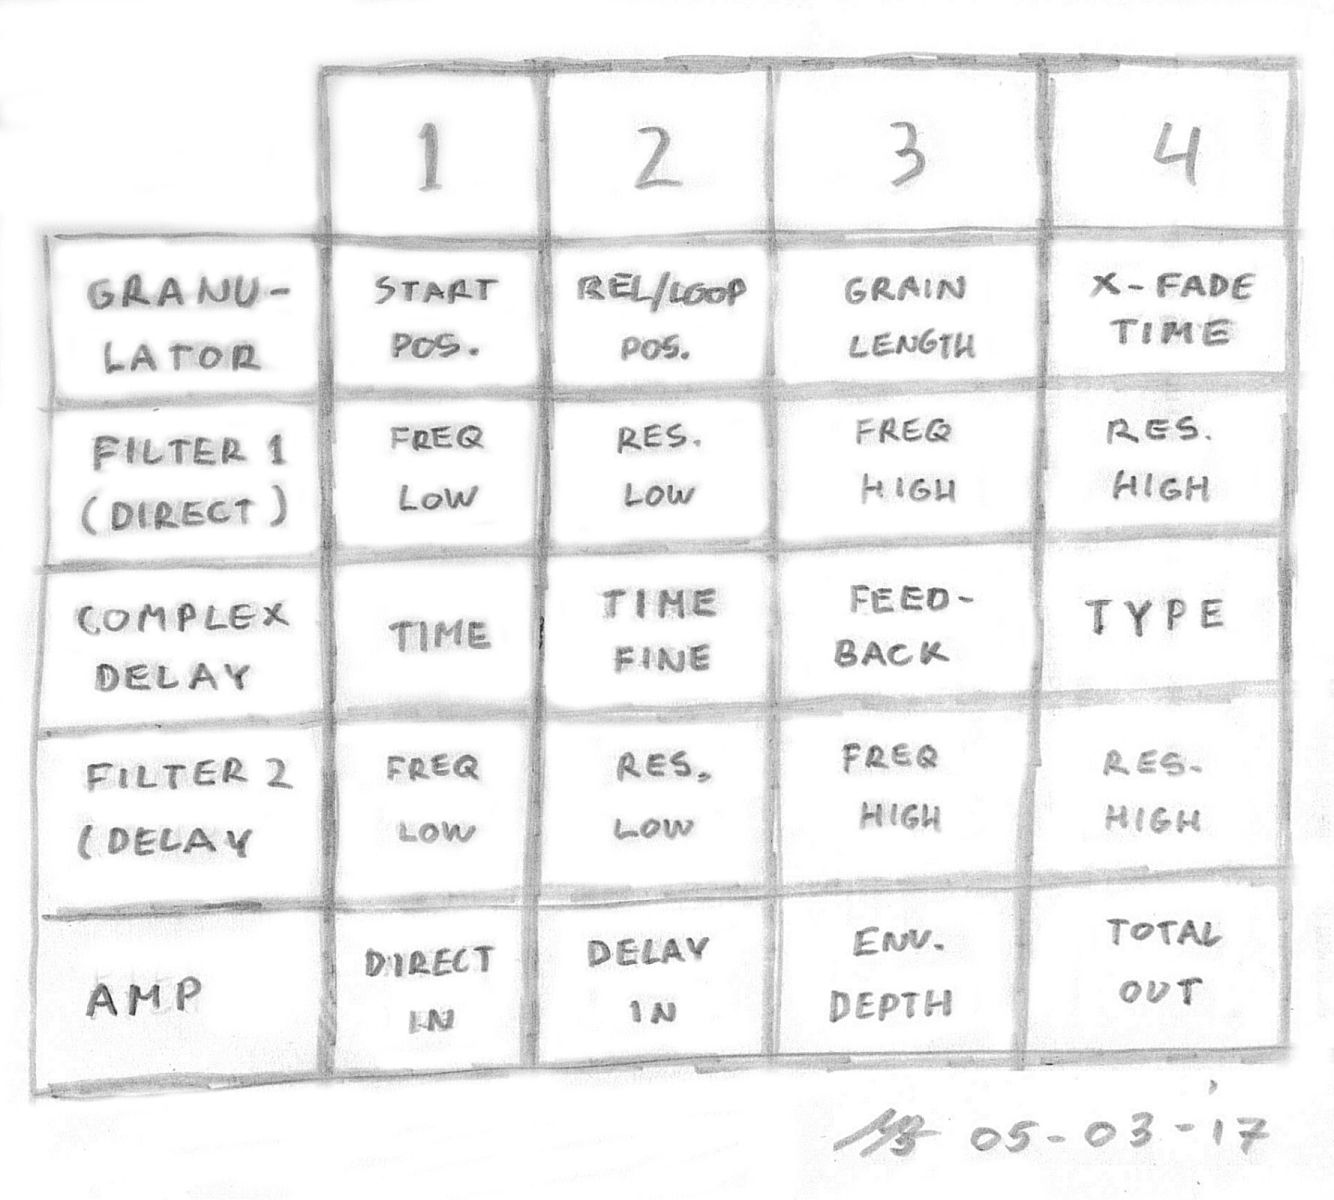 1 2 3 4
GRANU- START REL/LOOP GRAIN X-FADE
LATOR POS. POS. LENGTH TIME
FILTER 1 FREQ RES. FREQ RES.
(DIRECT) LOW LOW HIGH HIGH
COMPLEX TIME TIME FEED- TYPE
DELAY FINE BACK
FILTER 2 FREQ RES. FREQ RES.
(DELAY LOW LOW HIGH HIGH
AMP DIRECT DELAY ENV. TOTAL
IN IN DEPTH OUT
05-03-'17